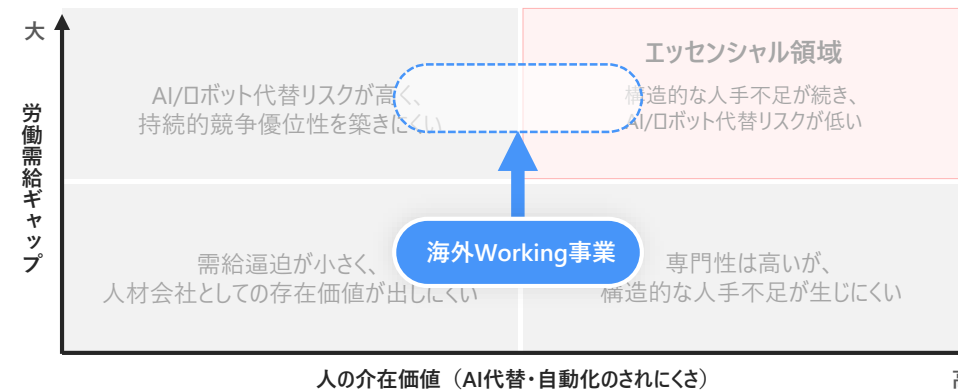 大
エッセンシャル領域
AI/ロボット代替リスクが高く、
持続的競争優位性を築きにくい
構造的な人手不足が続き、
AI/ロボット代替リスクが低い
労働需給ギャップ
海外Working事業
需給逼迫が小さく、
人材会社としての存在価値が出しにくい
専門性は高いが、
構造的な人手不足が生じにくい
人の介在価値（AI代替・自動化のされにくさ）